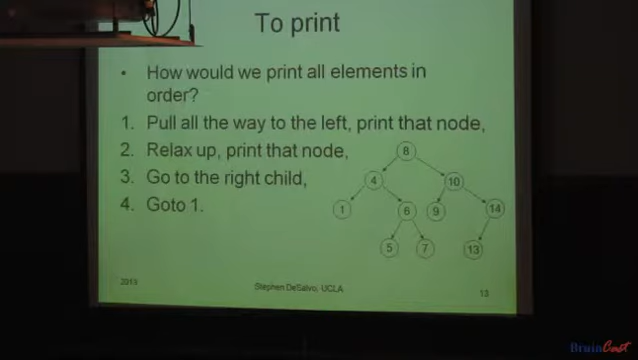 To print
• How would we print all elements in
order?
1. Pull all the way to the left, print that node,
2. Relax up, print that node,
3. Go to the right child,
4. Goto 1.
8
4
10
1
6
9
14
5
7
13
2013
Stephen DeSalvo, UCLA
13
BruinCast